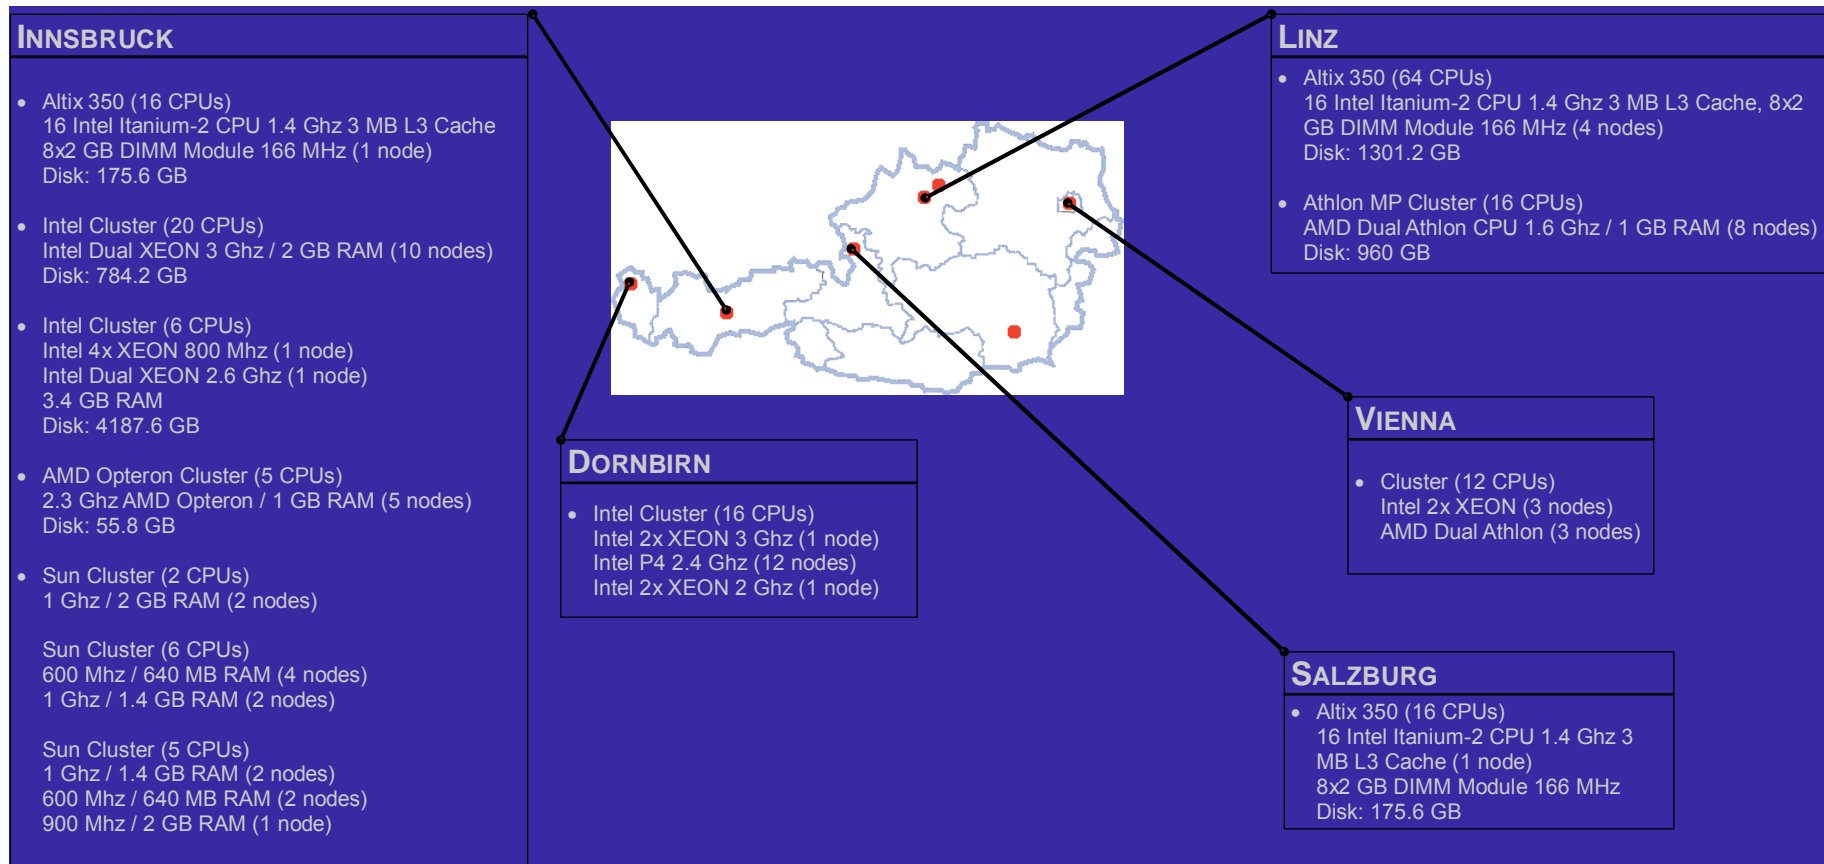 INNSBRUCK
• Altix 350 (16 CPUs)
16 Intel Itanium-2 CPU 1.4 Ghz 3 MB L3 Cache
8x2 GB DIMM Module 166 MHz (1 node)
Disk: 175.6 GB
• Intel Cluster (20 CPUs)
Intel Dual XEON 3 Ghz / 2 GB RAM (10 nodes)
Disk: 784.2 GB
• Intel Cluster (6 CPUs)
Intel 4x XEON 800 Mhz (1 node)
Intel Dual XEON 2.6 Ghz (1 node)
3.4 GB RAM
Disk: 4187.6 GB
• AMD Opteron Cluster (5 CPUs)
2.3 Ghz AMD Opteron / 1 GB RAM (5 nodes)
Disk: 55.8 GB
• Sun Cluster (2 CPUs)
1 Ghz / 2 GB RAM (2 nodes)
Sun Cluster (6 CPUs)
600 Mhz / 640 MB RAM (4 nodes)
1 Ghz / 1.4 GB RAM (2 nodes)
Sun Cluster (5 CPUs)
1 Ghz / 1.4 GB RAM (2 nodes)
600 Mhz / 640 MB RAM (2 nodes)
900 Mhz / 2 GB RAM (1 node)
DORNBIRN
• Intel Cluster (16 CPUs)
Intel 2x XEON 3 Ghz (1 node)
Intel P4 2.4 Ghz (12 nodes)
Intel 2x XEON 2 Ghz (1 node)
LINZ
• Altix 350 (64 CPUs)
16 Intel Itanium-2 CPU 1.4 Ghz 3 MB L3 Cache, 8x2
GB DIMM Module 166 MHz (4 nodes)
Disk: 1301.2 GB
• Athlon MP Cluster (16 CPUs)
AMD Dual Athlon CPU 1.6 Ghz / 1 GB RAM (8 nodes)
Disk: 960 GB
VIENNA
• Cluster (12 CPUs)
Intel 2x XEON (3 nodes)
AMD Dual Athlon (3 nodes)
SALZBURG
• Altix 350 (16 CPUs)
16 Intel Itanium-2 CPU 1.4 Ghz 3
MB L3 Cache (1 node)
8x2 GB DIMM Module 166 MHz
Disk: 175.6 GB